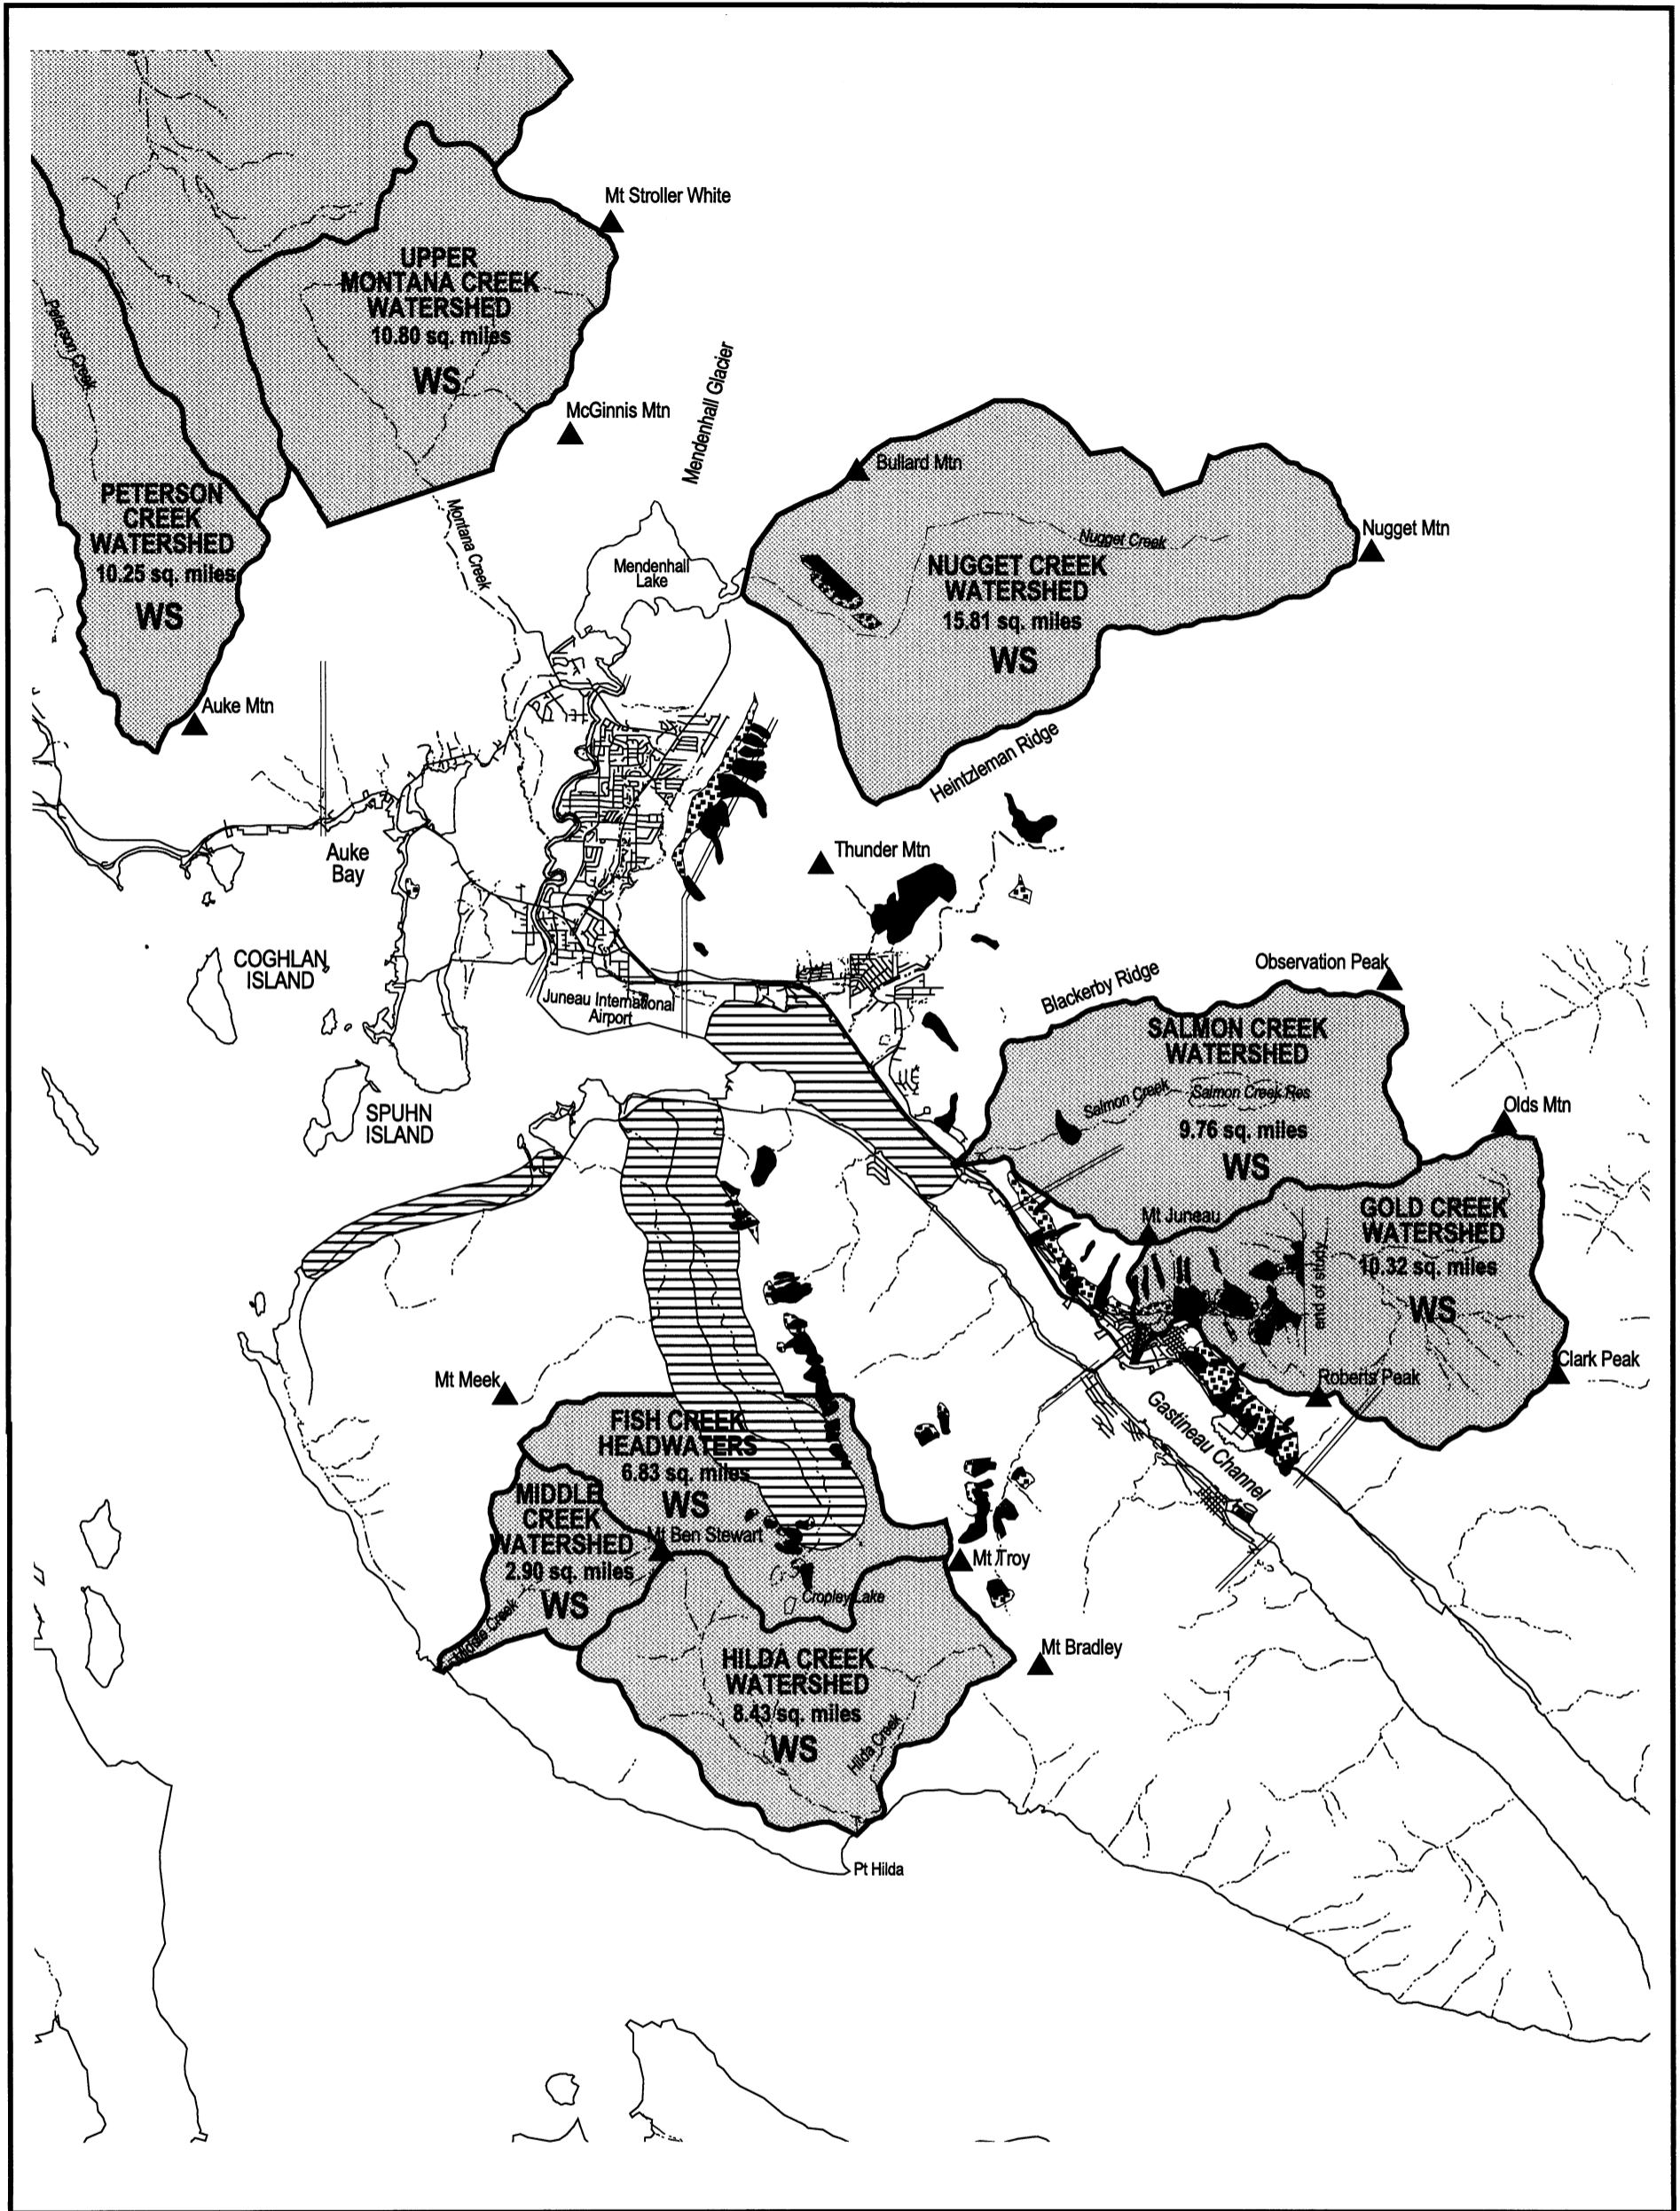 Mt Stroller White
UPPER
MONTANA CREEK
WATERSHED
10.80 sq. miles
WS
Peterson Creek
McGinnis Mtn
Mendenhall Glacier
Bullard Mtn
PETERSON
CREEK
WATERSHED
10.25 sq. miles
WS
Montana Creek
Mendenhall
Lake
Nugget Creek
Nugget Mtn
NUGGET CREEK
WATERSHED
15.81 sq. miles
WS
Auke Mtn
Heintzleman Ridge
Auke
Bay
Thunder Mtn
COGHLAN
ISLAND
Juneau International
Airport
Blackerby Ridge
Observation Peak
SALMON CREEK
WATERSHED
Salmon Creek
Salmon Creek Res
9.76 sq. miles
WS
Olds Mtn
SPUHN
ISLAND
Mt Juneau
GOLD CREEK
WATERSHED
10.32 sq. miles
WS
end of study
Clark Peak
Roberts Peak
Mt Meek
Gastineau Channel
FISH CREEK
HEADWATERS
6.83 sq. miles
WS
MIDDLE
CREEK
WATERSHED
2.90 sq. miles
WS
Mt Ben Stewart
Mt Troy
Cropley Lake
Middle Creek
Mt Bradley
HILDA CREEK
WATERSHED
8.43 sq. miles
WS
Hilda Creek
Pt Hilda